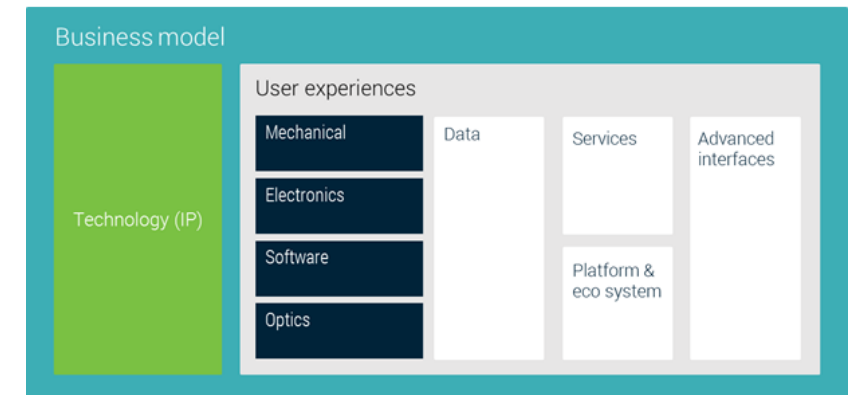 Business model
Technology (IP)
User experiences
Mechanical
Electronics
Software
Optics
Data
Services
Platform &
eco system
Advanced
interfaces